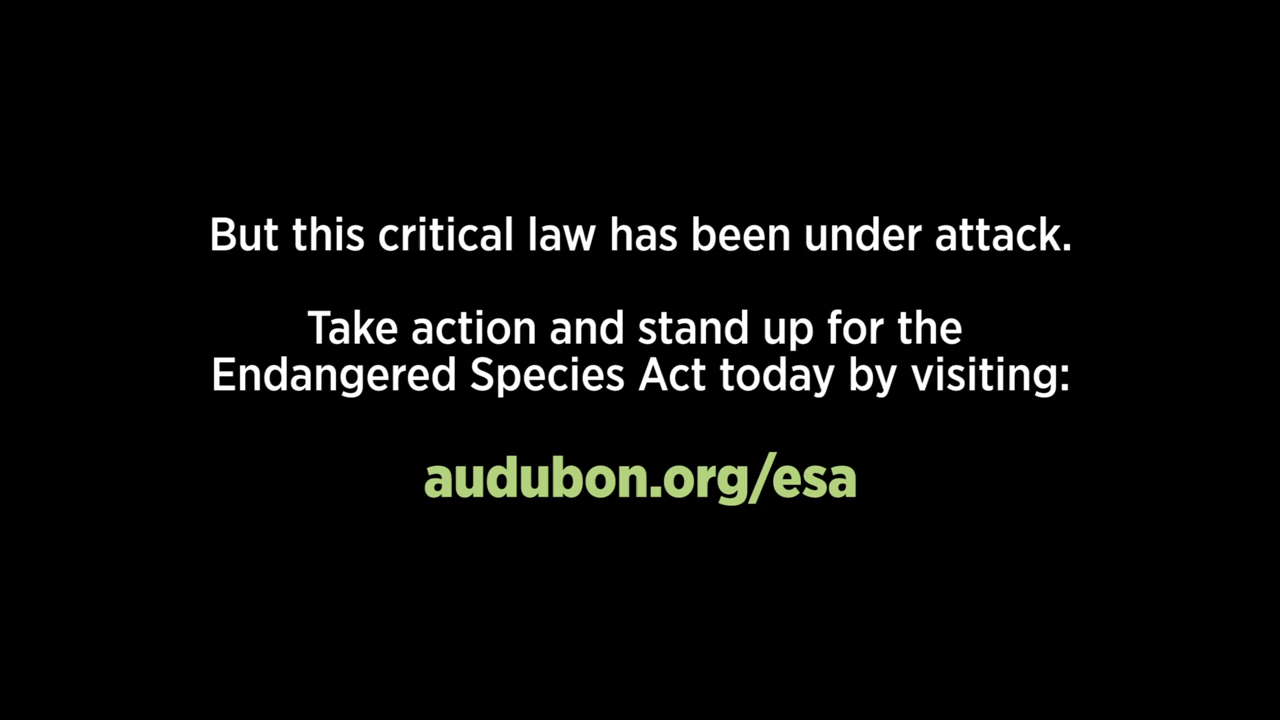 But this critical law has been under attack.
Take action and stand up for the
Endangered Species Act today by visiting:
audubon.org/esa